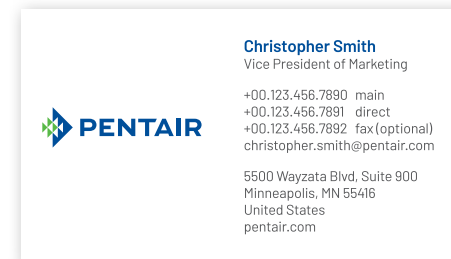 PENTAIR
Christopher Smith
Vice President of Marketing
+00.123.456.7890 main
+00.123.456.7891 direct
+00.123.456.7892 fax (optional)
christopher.smith@pentair.com
5500 Wayzata Blvd, Suite 900
Minneapolis, MN 55416
United States
pentair.com